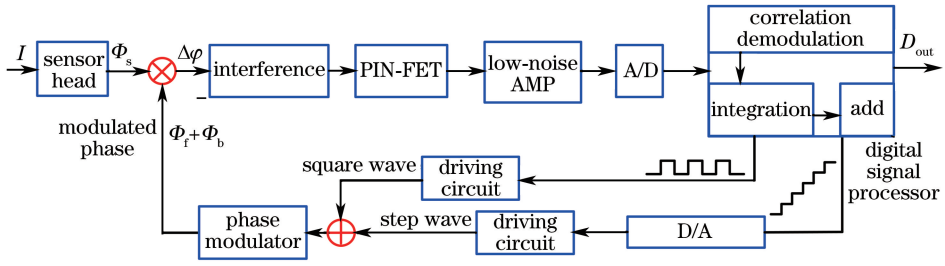 I
sensor
head
Φs
Δφ
−
interference
PIN-FET
low-noise
AMP
A/D
correlation
demodulation
integration
add
Dout
digital
signal
processor
modulated
phase
Φf+Φb
square wave
driving
circuit
step wave
driving
circuit
D/A
phase
modulator